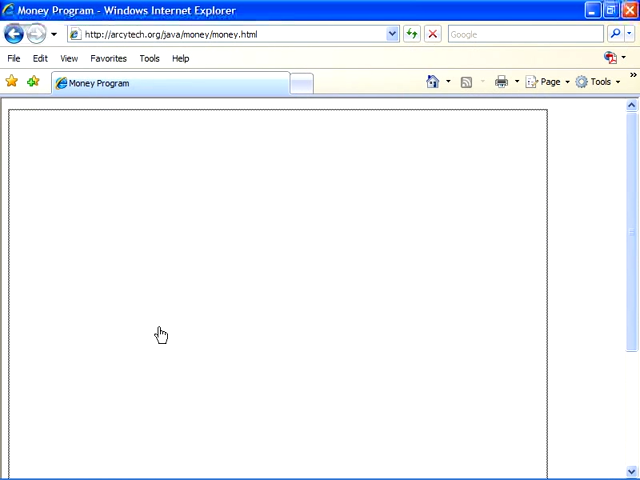 Money Program - Windows Internet Explorer
http://arcytech.org/java/money/money.html
Google
File Edit View Favorites Tools Help
Money Program
Page Tools